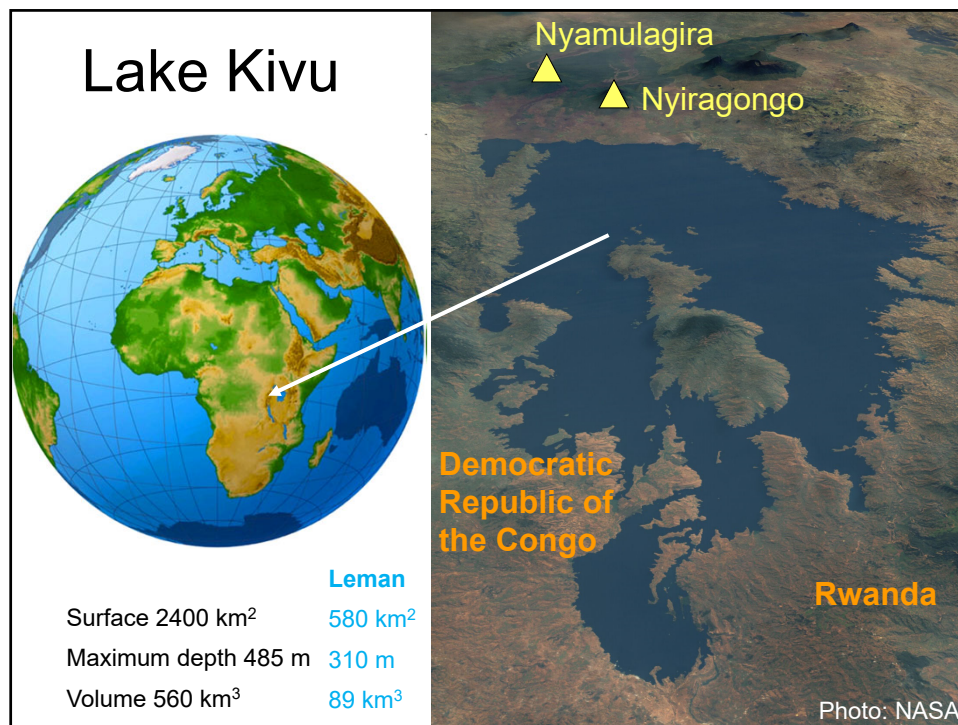 Lake Kivu
Nyamulagira
Nyiragongo
Democratic
Republic of
the Congo
Rwanda
Leman
Surface 2400 km² 580 km²
Maximum depth 485 m 310 m
Volume 560 km³ 89 km³
Photo: NASA